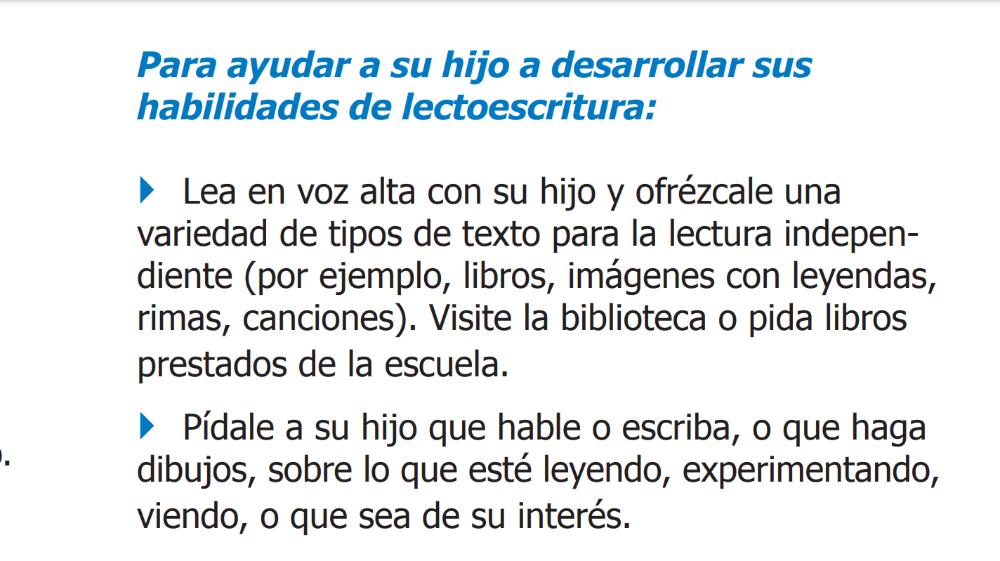 Para ayudar a su hijo a desarrollar sus
habilidades de lectoescritura:
Lea en voz alta con su hijo y ofrézcale una
variedad de tipos de texto para la lectura indepen-
diente (por ejemplo, libros, imágenes con leyendas,
rimas, canciones). Visite la biblioteca o pida libros
prestados de la escuela.
Pídale a su hijo que hable o escriba, o que haga
dibujos, sobre lo que esté leyendo, experimentando,
viendo, o que sea de su interés.